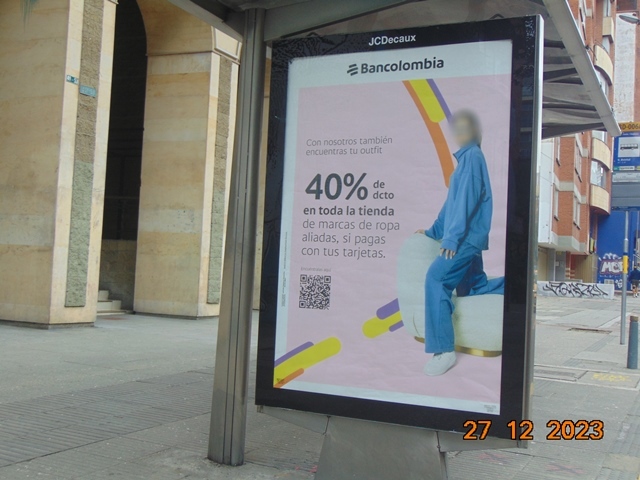 JCDecaux
Bancolombia
Con nosotros también
encuentras tu outfit
40% de
dcto
en toda la tienda
de marcas de ropa
aliadas, si pagas
con tus tarjetas.
27 12 2023